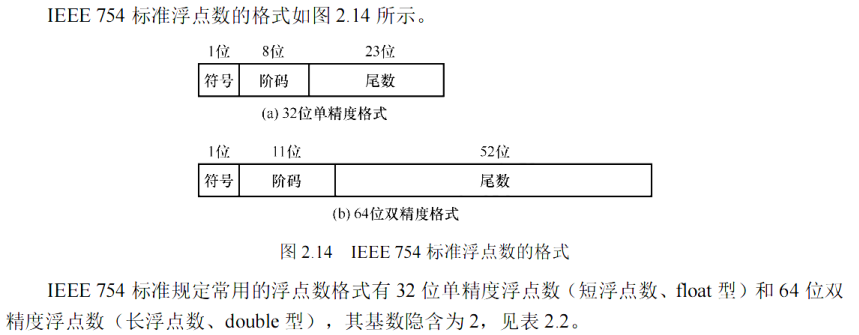 IEEE 754 标准浮点数的格式如图 2.14 所示。
1位 8位 23位
符号 阶码 尾数
(a) 32位单精度格式
1位 11位 52位
符号 阶码 尾数
(b) 64位双精度格式
图 2.14 IEEE 754 标准浮点数的格式
IEEE 754 标准规定常用的浮点数格式有 32 位单精度浮点数（短浮点数、float 型）和 64 位双
精度浮点数（长浮点数、double 型），其基数隐含为 2，见表 2.2。